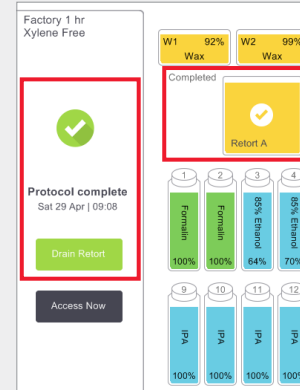 Factory 1 hr
Xylene Free
Protocol complete
Sat 29 Apr | 09:08
Drain Retort
Access Now
W1 92%
Wax
W2 99%
Wax
Completed
Retort A
1 2 3 4
Formalin Formalin 85% Ethanol 85% Ethanol
100% 100% 64% 70%
9 10 11 12
IPA IPA IPA IPA
100% 100% 100% 100%